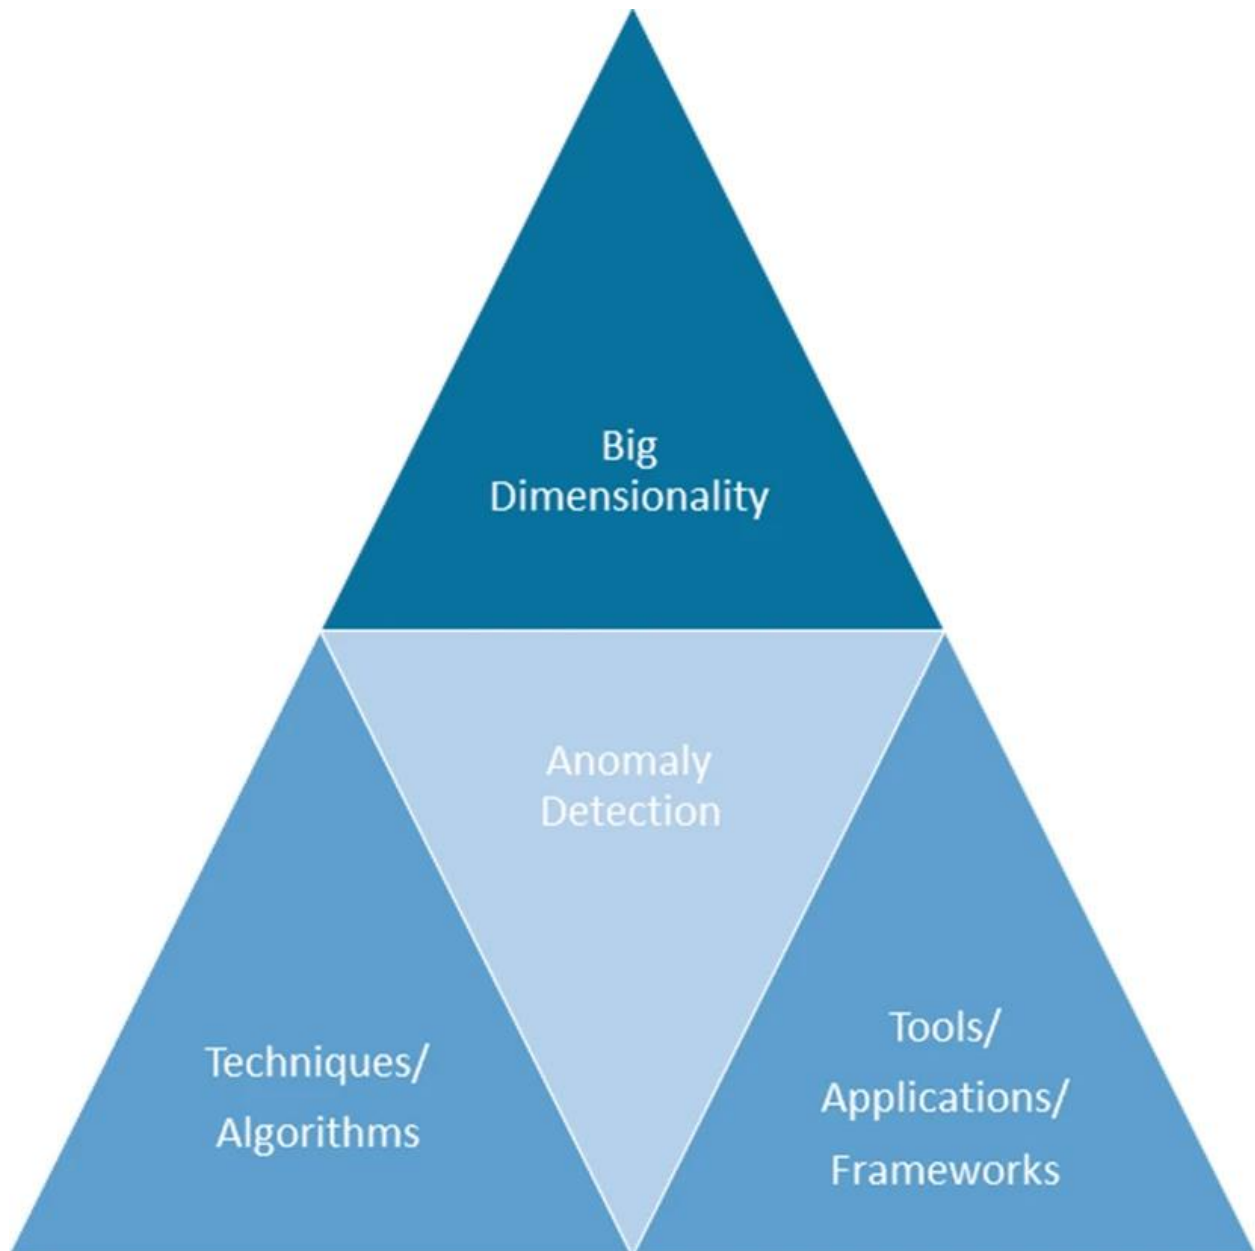 Big
Dimensionality
Anomaly
Detection
Techniques/
Algorithms
Tools/
Applications/
Frameworks